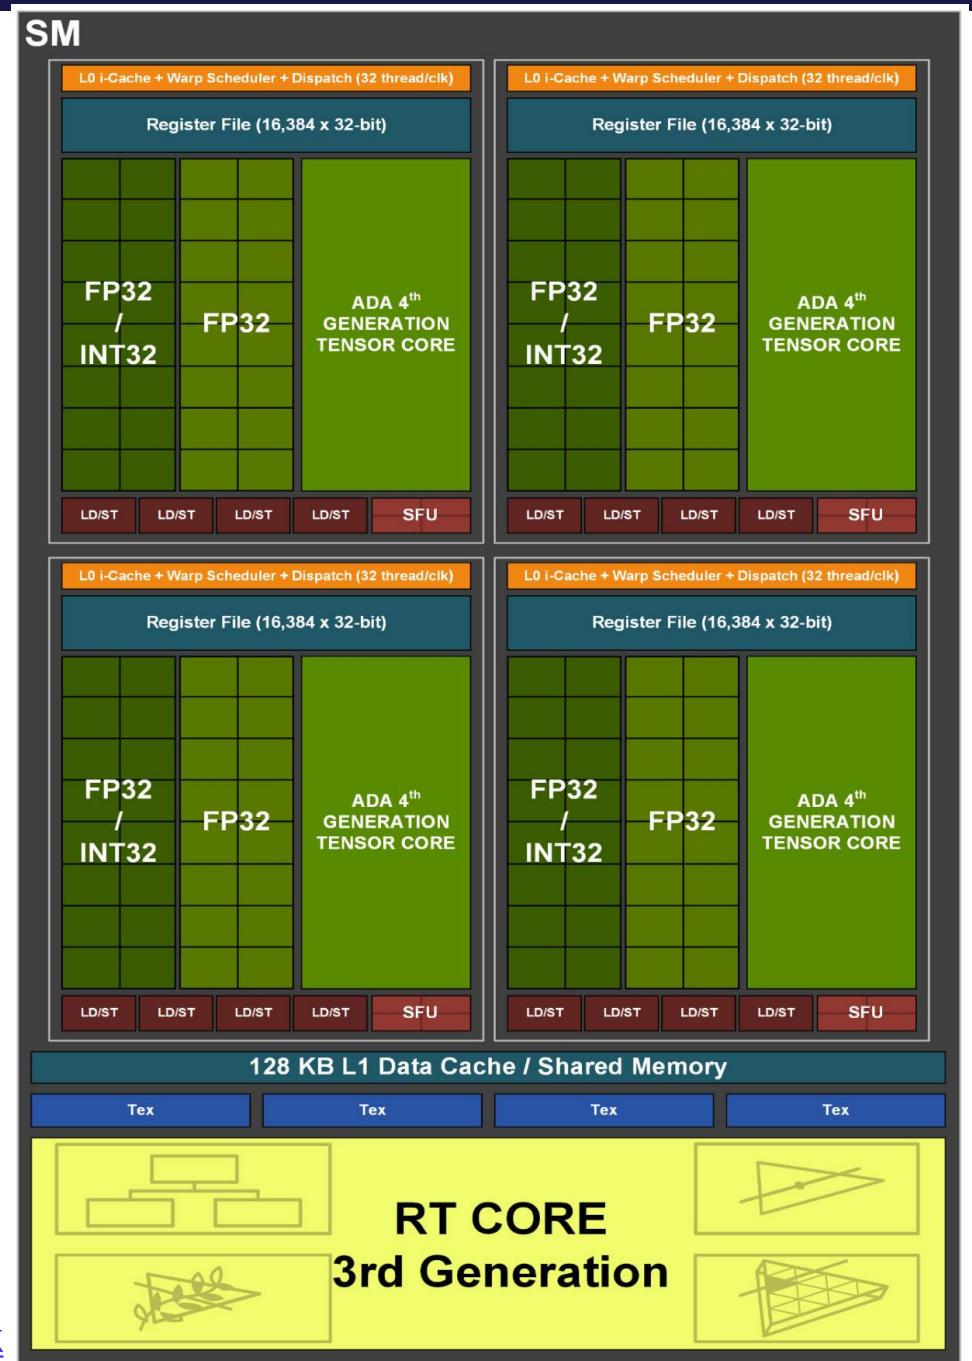 SM
L0 i-Cache + Warp Scheduler + Dispatch (32 thread/clk)
Register File (16,384 x 32-bit)
FP32
/
INT32
FP32
ADA 4th
GENERATION
TENSOR CORE
LD/ST LD/ST LD/ST LD/ST SFU
L0 i-Cache + Warp Scheduler + Dispatch (32 thread/clk)
Register File (16,384 x 32-bit)
FP32
/
INT32
FP32
ADA 4th
GENERATION
TENSOR CORE
LD/ST LD/ST LD/ST LD/ST SFU
L0 i-Cache + Warp Scheduler + Dispatch (32 thread/clk)
Register File (16,384 x 32-bit)
FP32
/
INT32
FP32
ADA 4th
GENERATION
TENSOR CORE
LD/ST LD/ST LD/ST LD/ST SFU
L0 i-Cache + Warp Scheduler + Dispatch (32 thread/clk)
Register File (16,384 x 32-bit)
FP32
/
INT32
FP32
ADA 4th
GENERATION
TENSOR CORE
LD/ST LD/ST LD/ST LD/ST SFU
128 KB L1 Data Cache / Shared Memory
Tex Tex Tex Tex
RT CORE
3rd Generation